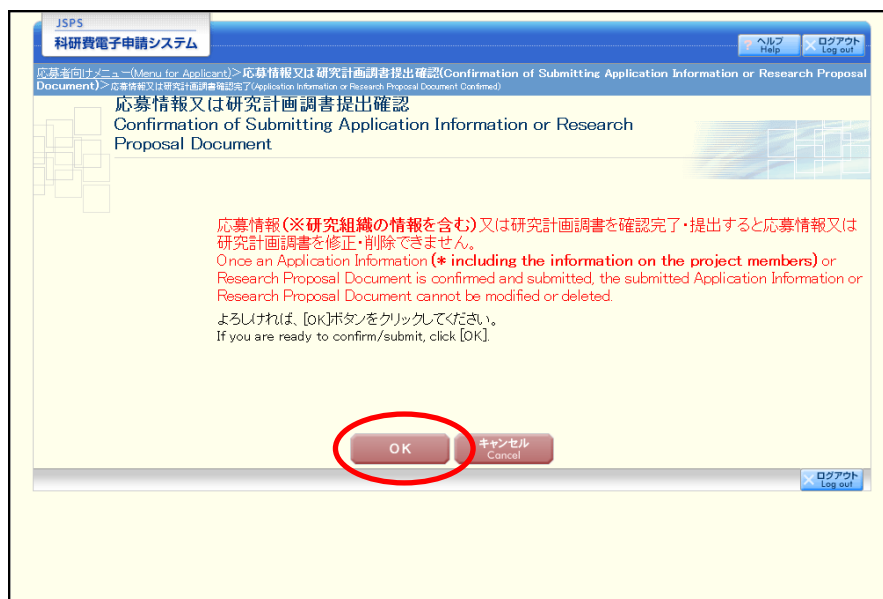 JSPS
科研費電子申請システム
ヘルプ
Help
ログアウト
Log out
応募者向けメニュー(Menu for Applicant)>応募情報又は研究計画調書提出確認(Confirmation of Submitting Application Information or Research Proposal
Document)>応募情報又は研究計画調書確認完了(Application Information or Research Proposal Document Confirmed)
応募情報又は研究計画調書提出確認
Confirmation of Submitting Application Information or Research
Proposal Document
応募情報(※研究組織の情報を含む)又は研究計画調書を確認完了・提出すると応募情報又は
研究計画調書を修正・削除できません。
Once an Application Information (* including the information on the project members) or
Research Proposal Document is confirmed and submitted, the submitted Application Information or
Research Proposal Document cannot be modified or deleted.
よろしければ、[OK]ボタンをクリックしてください。
If you are ready to confirm/submit, click [OK].
OK
キャンセル
Cancel
ログアウト
Log out